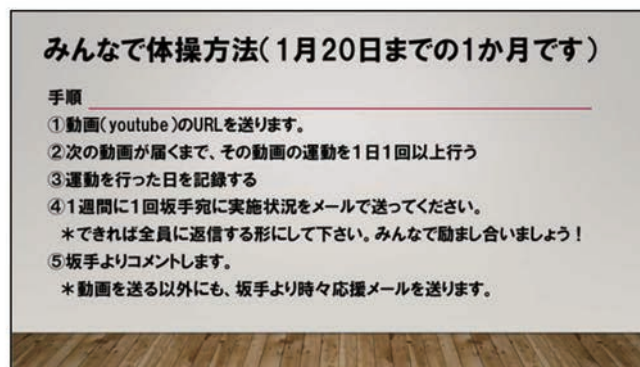 みんなで体操方法(1月20日までの1か月です)
手順
①動画(youtube)のURLを送ります。
②次の動画が届くまで、その動画の運動を1日1回以上行う
③運動を行った日を記録する
④1週間に1回坂手宛に実施状況をメールで送ってください。
＊できれば全員に返信する形にして下さい。みんなで励まし合いましょう！
⑤坂手よりコメントします。
＊動画を送る以外にも、坂手より時々応援メールを送ります。